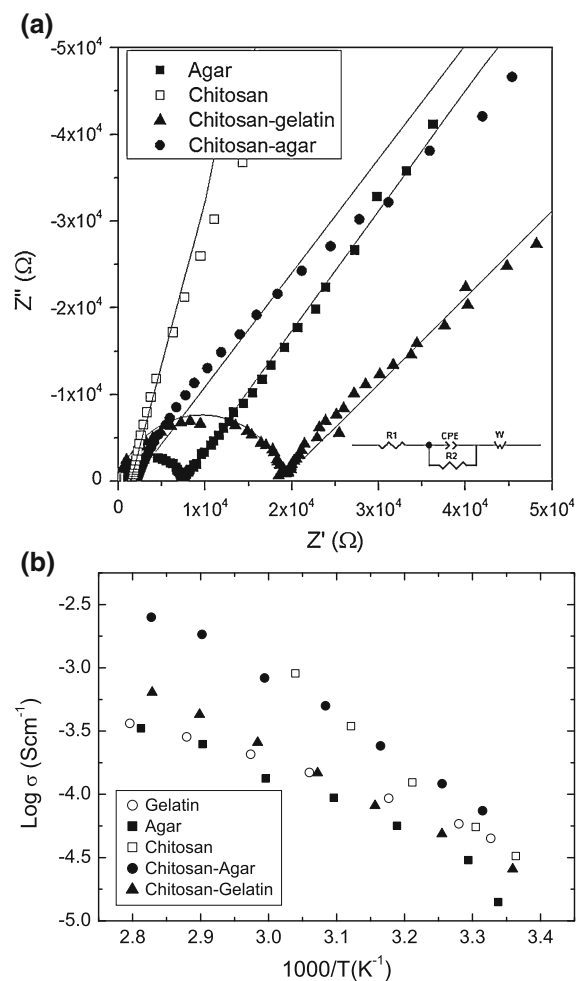 (a)
-5x10⁴
-4x10⁴
-3x10⁴
-2x10⁴
-1x10⁴
0
Z'' (Ω)
Agar
Chitosan
Chitosan-gelatin
Chitosan-agar
R1
CPE
R2
W
0
1x10⁴
2x10⁴
3x10⁴
4x10⁴
5x10⁴
Z' (Ω)
(b)
-2.5
-3.0
-3.5
-4.0
-4.5
-5.0
Log σ (Scm⁻¹)
Gelatin
Agar
Chitosan
Chitosan-Agar
Chitosan-Gelatin
2.8
2.9
3.0
3.1
3.2
3.3
3.4
1000/T(K⁻¹)